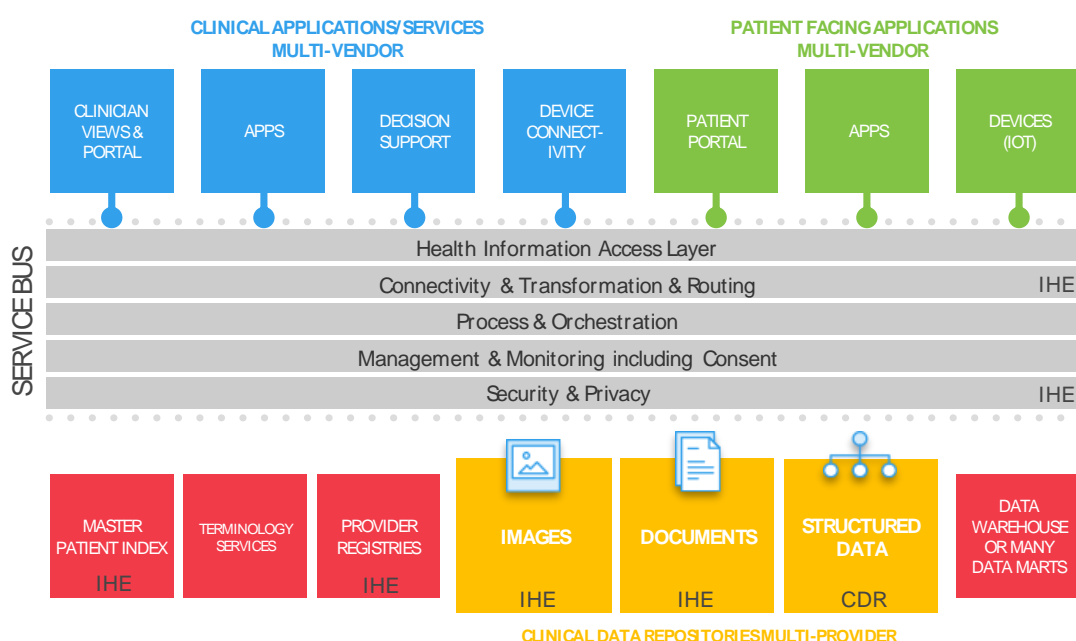 CLINICAL APPLICATIONS/SERVICES
MULTI-VENDOR
PATIENT FACING APPLICATIONS
MULTI-VENDOR
CLINICIAN
VIEWS &
PORTAL
APPS
DECISION
SUPPORT
DEVICE
CONNECT-
IVITY
PATIENT
PORTAL
APPS
DEVICES
(IOT)
SERVICE BUS
Health Information Access Layer
Connectivity & Transformation & Routing
IHE
Process & Orchestration
Management & Monitoring including Consent
Security & Privacy
IHE
MASTER
PATIENT INDEX
IHE
TERMINOLOGY
SERVICES
PROVIDER
REGISTRIES
IHE
IMAGES
IHE
DOCUMENTS
IHE
STRUCTURED
DATA
CDR
DATA
WAREHOUSE
OR MANY
DATA MARTS
CLINICAL DATA REPOSITORIES MULTI-PROVIDER